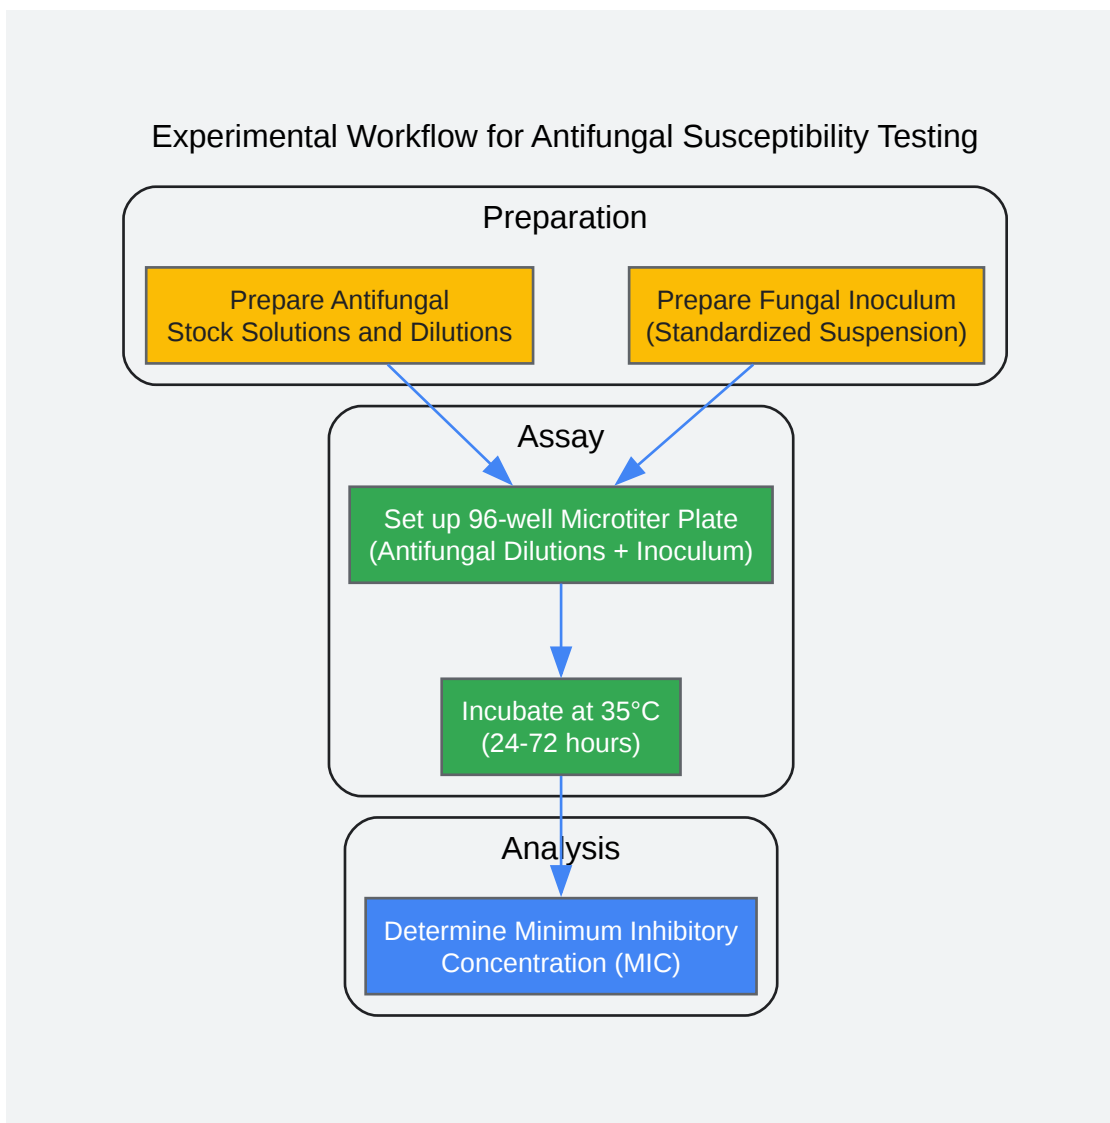 Experimental Workflow for Antifungal Susceptibility Testing
Preparation
Prepare Antifungal
Stock Solutions and Dilutions
Prepare Fungal Inoculum
(Standardized Suspension)
Assay
Set up 96-well Microtiter Plate
(Antifungal Dilutions + Inoculum)
Incubate at 35°C
(24-72 hours)
Analysis
Determine Minimum Inhibitory
Concentration (MIC)